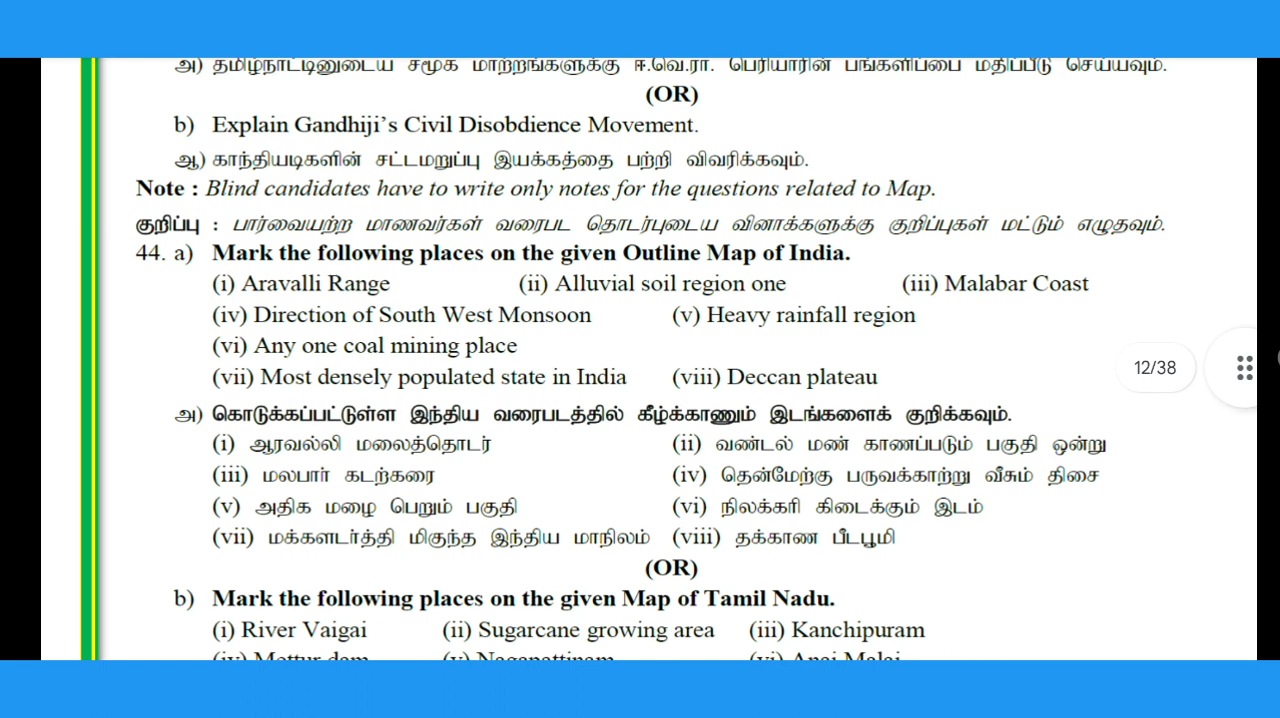 அ) தமிழ்நாட்டினுடைய சமூக மாற்றங்களுக்கு ஈ.வெ.ரா. பெரியாரின் பங்களிப்பை மதிப்பீடு செய்யவும்.
(OR)
b) Explain Gandhiji's Civil Disobdience Movement.
ஆ) காந்தியடிகளின் சட்டமறுப்பு இயக்கத்தை பற்றி விவரிக்கவும்.
Note : Blind candidates have to write only notes for the questions related to Map.
குறிப்பு : பார்வையற்ற மாணவர்கள் வரைபட தொடர்புடைய வினாக்களுக்கு குறிப்புகள் மட்டும் எழுதவும்.
44. a) Mark the following places on the given Outline Map of India.
(i) Aravalli Range (ii) Alluvial soil region one (iii) Malabar Coast
(iv) Direction of South West Monsoon (v) Heavy rainfall region
(vi) Any one coal mining place
12/38
(vii) Most densely populated state in India (viii) Deccan plateau
அ) கொடுக்கப்பட்டுள்ள இந்திய வரைபடத்தில் கீழ்க்காணும் இடங்களைக் குறிக்கவும்.
(i) ஆரவல்லி மலைத்தொடர் (ii) வண்டல் மண் காணப்படும் பகுதி ஒன்று
(iii) மலபார் கடற்கரை (iv) தென்மேற்கு பருவக்காற்று வீசும் திசை
(v) அதிக மழை பெறும் பகுதி (vi) நிலக்கரி கிடைக்கும் இடம்
(vii) மக்களடர்த்தி மிகுந்த இந்திய மாநிலம் (viii) தக்காண பீடபூமி
(OR)
b) Mark the following places on the given Map of Tamil Nadu.
(i) River Vaigai (ii) Sugarcane growing area (iii) Kanchipuram
(iv) Mettur dam (v) Nagapattinam (vi) Anai Malai